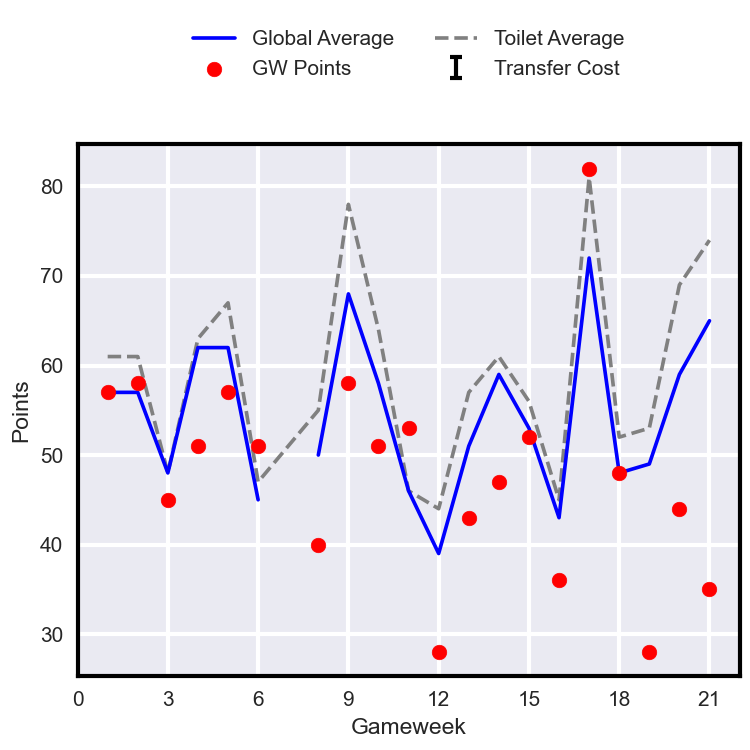 Global Average
Toilet Average
GW Points
Transfer Cost
80
70
60
50
40
30
Points
0 3 6 9 12 15 18 21
Gameweek